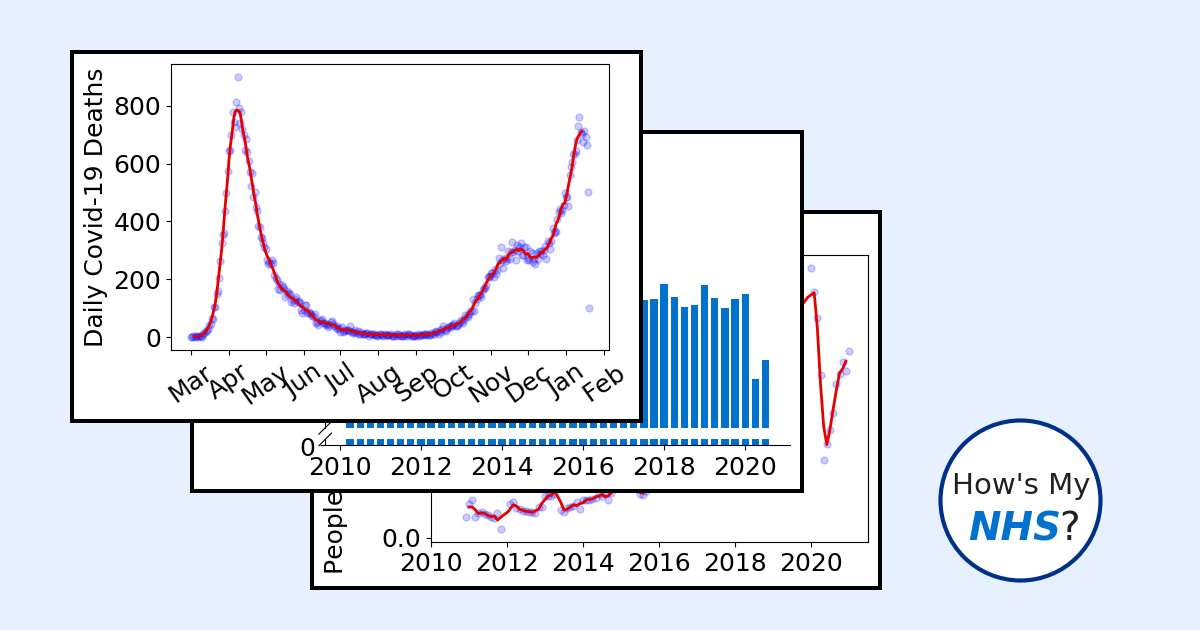 Daily Covid-19 Deaths
800
600
400
200
0
Mar Apr May Jun Jul Aug Sep Oct Nov Dec Jan Feb
0
2010 2012 2014 2016 2018 2020
People
0.0
2010 2012 2014 2016 2018 2020
How's My
NHS?